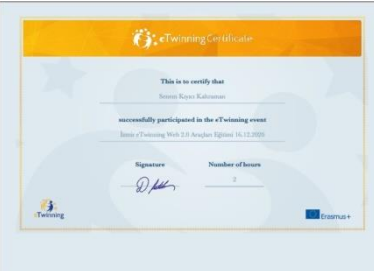 eTwinning Certificate
This is to certify that
successfully participated in the eTwinning event
eTwinning Web 2.0 Araçları Eğitimi 16.12.2020
Signature Number of hours
2
eTwinning
Erasmus+